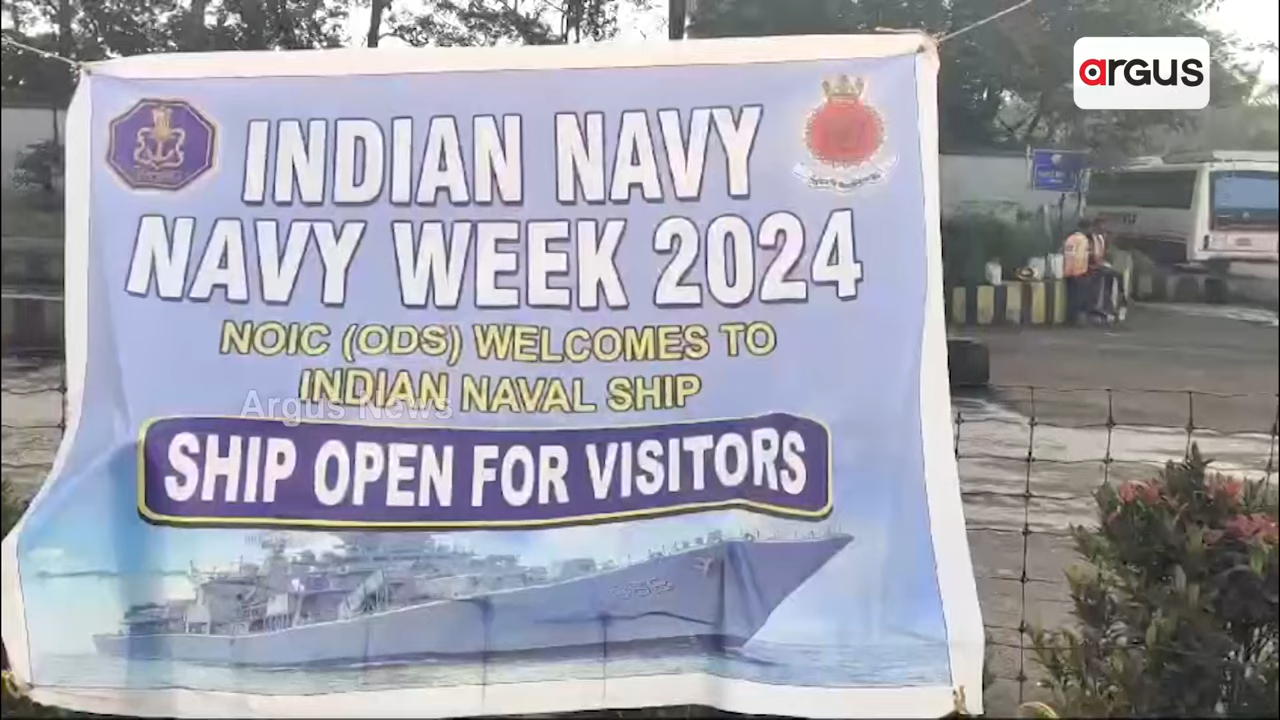 argus
INDIAN NAVY
NAVY WEEK 2024
NOIC (ODS) WELCOMES TO
INDIAN NAVAL SHIP
Argus News
SHIP OPEN FOR VISITORS